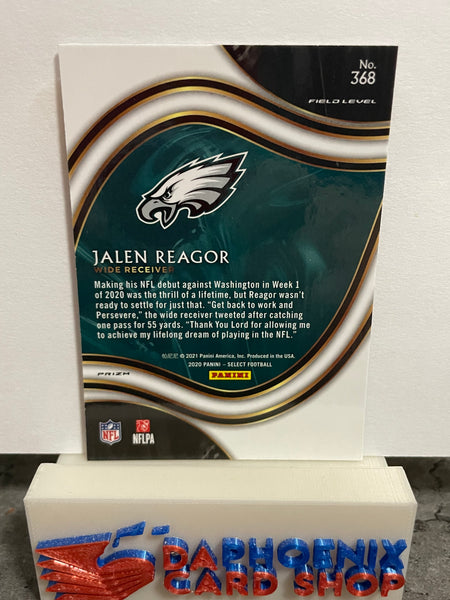 No.
368
FIELD LEVEL
JALEN REAGOR
WIDE RECEIVER
Making his NFL debut against Washington in Week 1
of 2020 was the thrill of a lifetime, but Reagor wasn't
ready to settle for just that. “Get back to work and
Persevere,” the wide receiver tweeted after catching
one pass for 55 yards. “Thank You Lord for allowing me
to achieve my lifelong dream of playing in the NFL.”
帕尼尼 © 2021 Panini America, Inc. Produced in the USA.
2020 PANINI - SELECT FOOTBALL
PANINI
PRIZM
NFL
NFLPA
DAPHOENIX
CARD SHOP